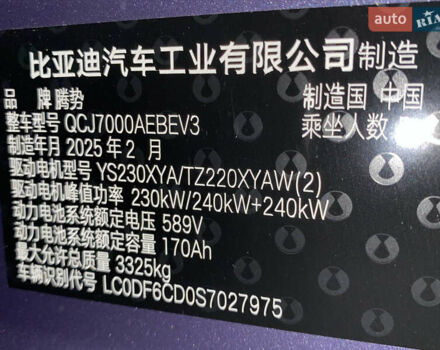 auto RIA
比亚迪汽车工业有限公司制造
品 牌 腾势 制造国 中国
整车型号 QCJ7000AEBEV3 乘坐人数
制造年月 2025 年 2 月
驱动电机型号 YS230XYA/TZ220XYAW(2)
驱动电机峰值功率 230kW/240kW+240kW
动力电池系统额定电压 589V
动力电池系统额定容量 170Ah
最大允许总质量 3325kg
车辆识别代号 LC0DF6CD0S7027975